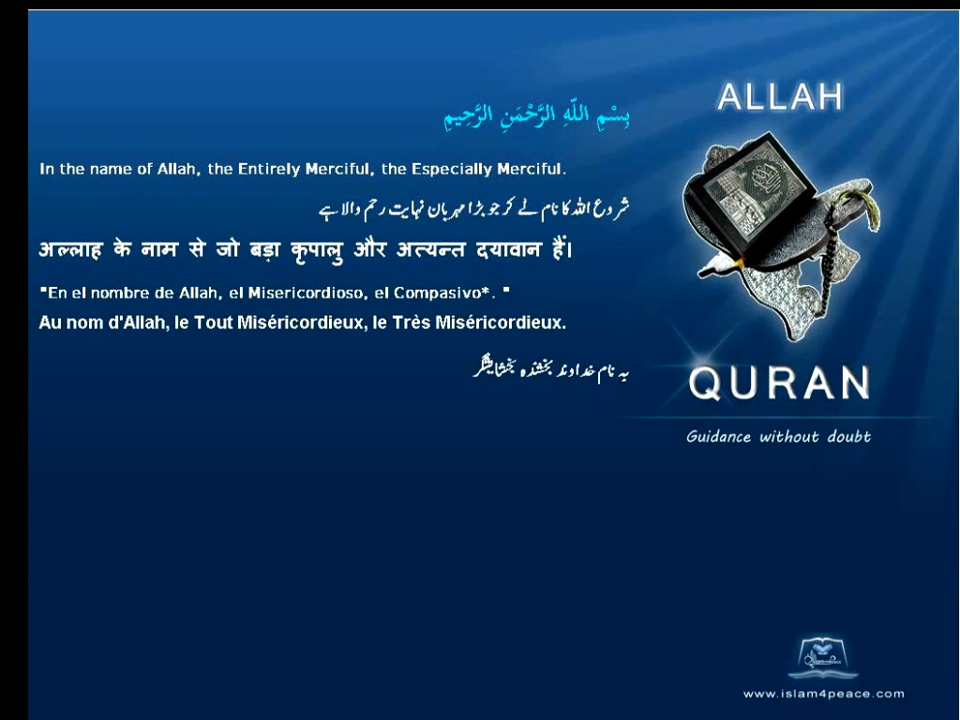 بِسْمِ اللّهِ الرَّحْمَنِ الرَّحِيمِ
In the name of Allah, the Entirely Merciful, the Especially Merciful.
شروع الله کا نام لے کر جو بڑا مہربان نہایت رحم والا ہے
अल्लाह के नाम से जो बड़ा कृपालु और अत्यन्त दयावान हैं।
"En el nombre de Allah, el Misericordioso, el Compasivo*. "
Au nom d'Allah, le Tout Miséricordieux, le Très Miséricordieux.
به نام خداوند بخشنده بخشایشگر
ALLAH
QURAN
Guidance without doubt
www.islam4peace.com